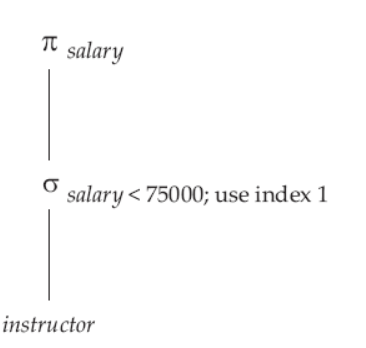 π salary
σ salary < 75000; use index 1
instructor